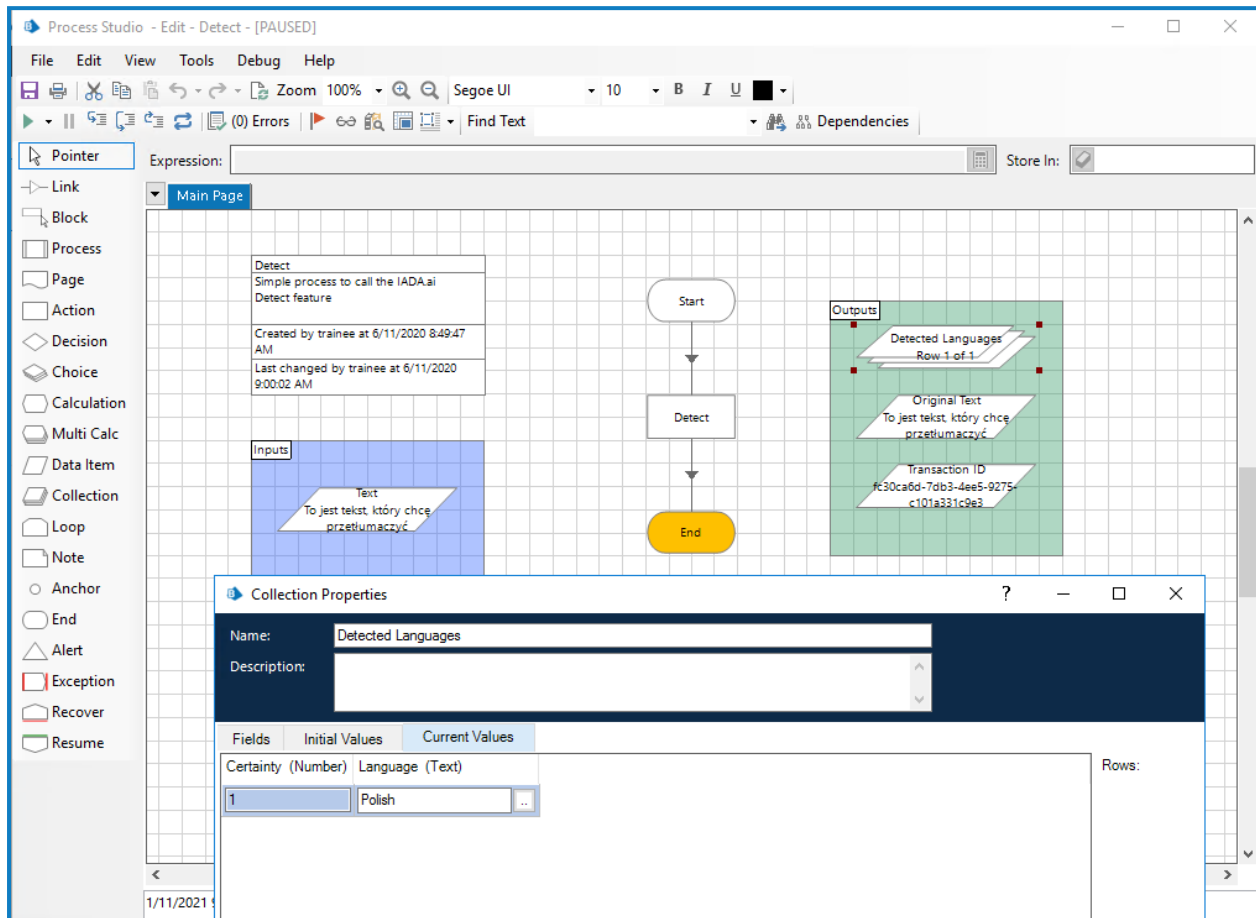 Process Studio - Edit - Detect - [PAUSED]
File Edit View Tools Debug Help
Zoom 100% Segoe UI 10 B I U
(0) Errors Find Text Dependencies
Pointer
Link
Block
Process
Page
Action
Decision
Choice
Calculation
Multi Calc
Data Item
Collection
Loop
Note
Anchor
End
Alert
Exception
Recover
Resume
Expression: Store In:
Main Page
Detect
Simple process to call the IADA.ai
Detect feature
Created by trainee at 6/11/2020 8:49:47
AM
Last changed by trainee at 6/11/2020
9:00:02 AM
Inputs
Text
To jest tekst, który chcę
przetłumaczyć
Start
Detect
End
Outputs
Detected Languages
Row 1 of 1
Original Text
To jest tekst, który chcę
przetłumaczyć
Transaction ID
fc30ca6d-7db3-4ee5-9275-
c101a331c9e3
Collection Properties
Name: Detected Languages
Description:
Fields Initial Values Current Values
Certainty (Number) Language (Text)
1 Polish ..
Rows:
1/11/2021